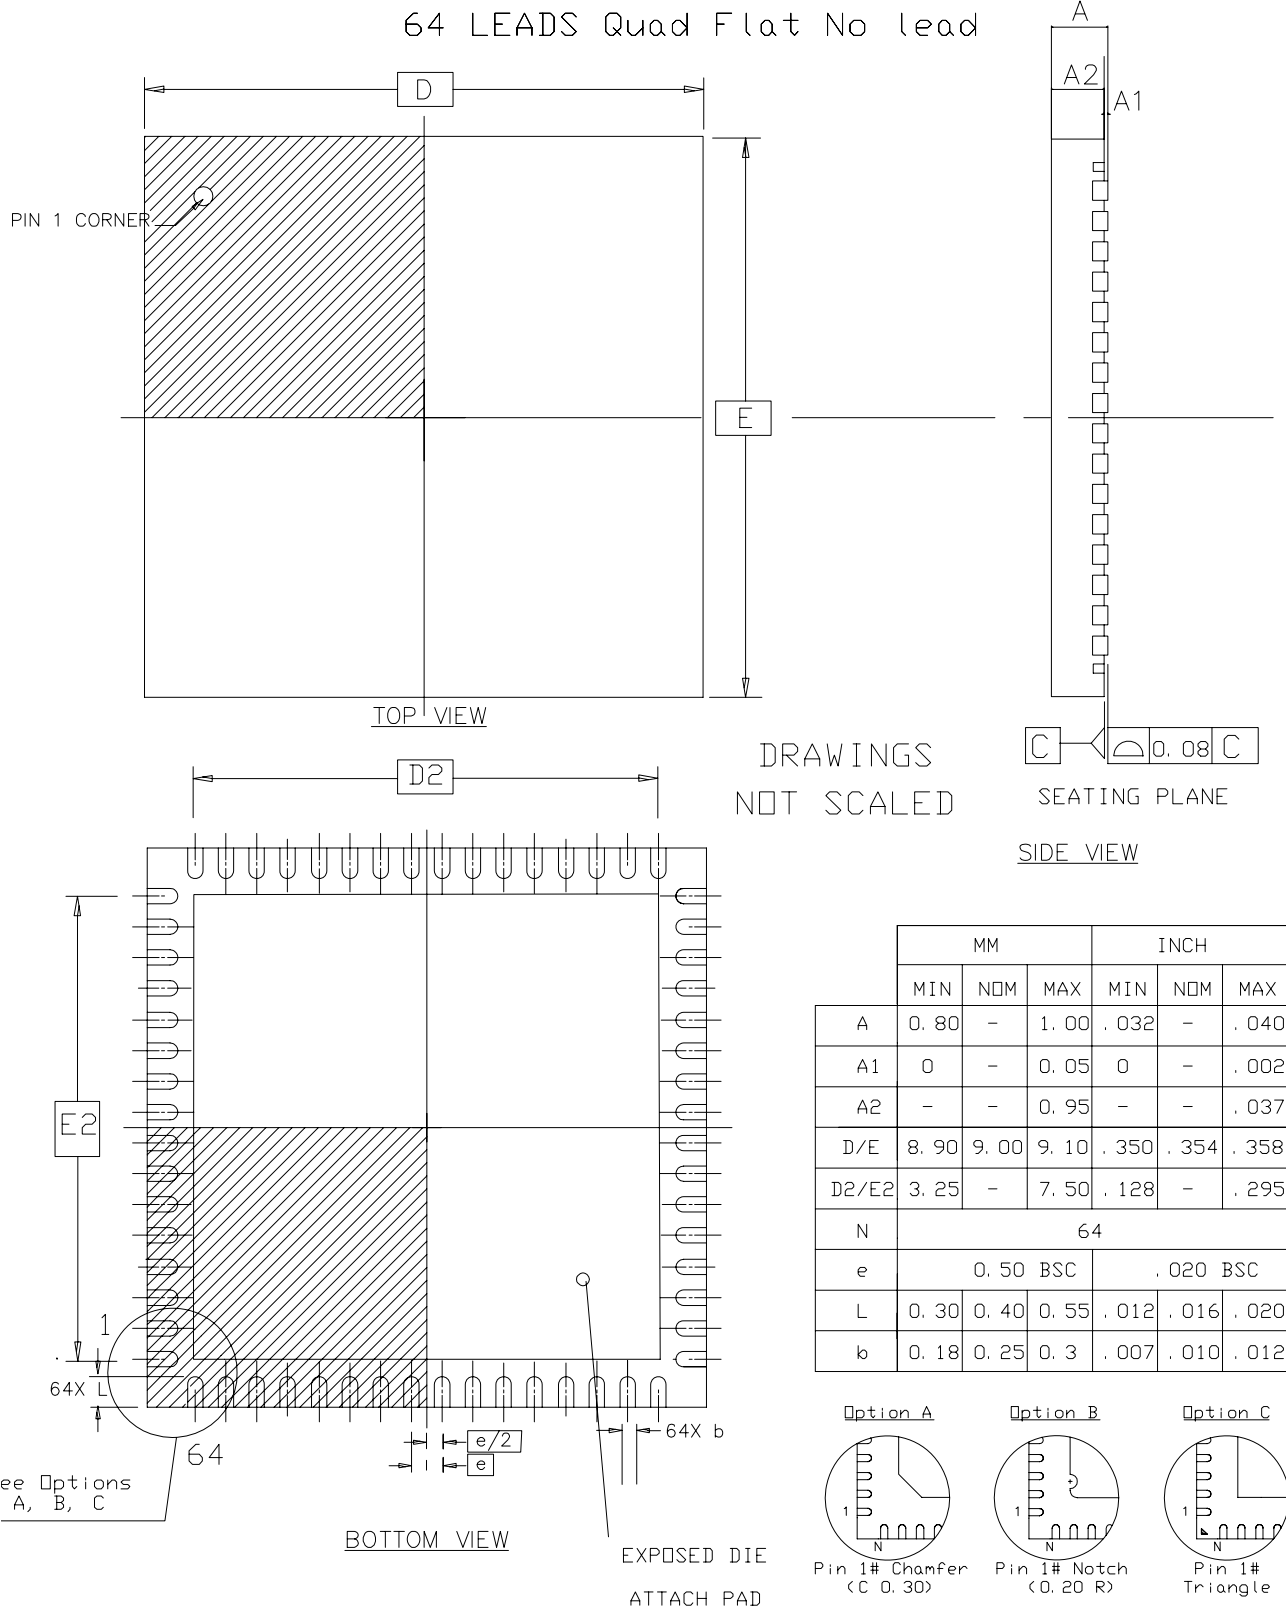 64 LEADS Quad Flat No lead
A
D
A2
A1
PIN 1 CORNER
E
TOP VIEW
C
0.08 C
SEATING PLANE
SIDE VIEW
DRAWINGS
NOT SCALED
D2
E2
1
64X L
64
ee Options
A, B, C
e/2
e
64X b
BOTTOM VIEW
EXPOSED DIE
ATTACH PAD
MM INCH
MIN NOM MAX MIN NOM MAX
A 0.80 - 1.00 .032 - .040
A1 0 - 0.05 0 - .002
A2 - - 0.95 - - .037
D/E 8.90 9.00 9.10 .350 .354 .358
D2/E2 3.25 - 7.50 .128 - .295
N 64
e 0.50 BSC .020 BSC
L 0.30 0.40 0.55 .012 .016 .020
b 0.18 0.25 0.3 .007 .010 .012
Option A Option B Option C
1 1 1
N N N
Pin 1# Chamfer Pin 1# Notch Pin 1#
(C 0.30) (0.20 R) Triangle